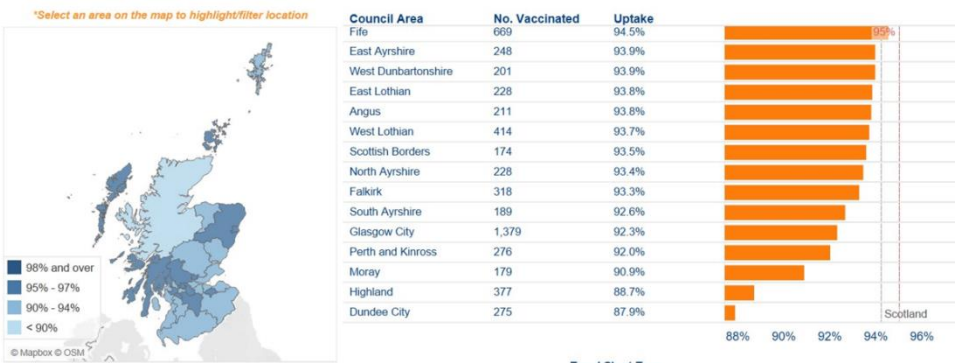 *Select an area on the map to highlight/filter location
98% and over
95% - 97%
90% - 94%
< 90%
© Mapbox © OSM
Council Area No. Vaccinated Uptake
Fife 669 94.5% 95%
East Ayrshire 248 93.9%
West Dunbartonshire 201 93.9%
East Lothian 228 93.8%
Angus 211 93.8%
West Lothian 414 93.7%
Scottish Borders 174 93.5%
North Ayrshire 228 93.4%
Falkirk 318 93.3%
South Ayrshire 189 92.6%
Glasgow City 1,379 92.3%
Perth and Kinross 276 92.0%
Moray 179 90.9%
Highland 377 88.7%
Dundee City 275 87.9%
Scotland
88% 90% 92% 94% 96%